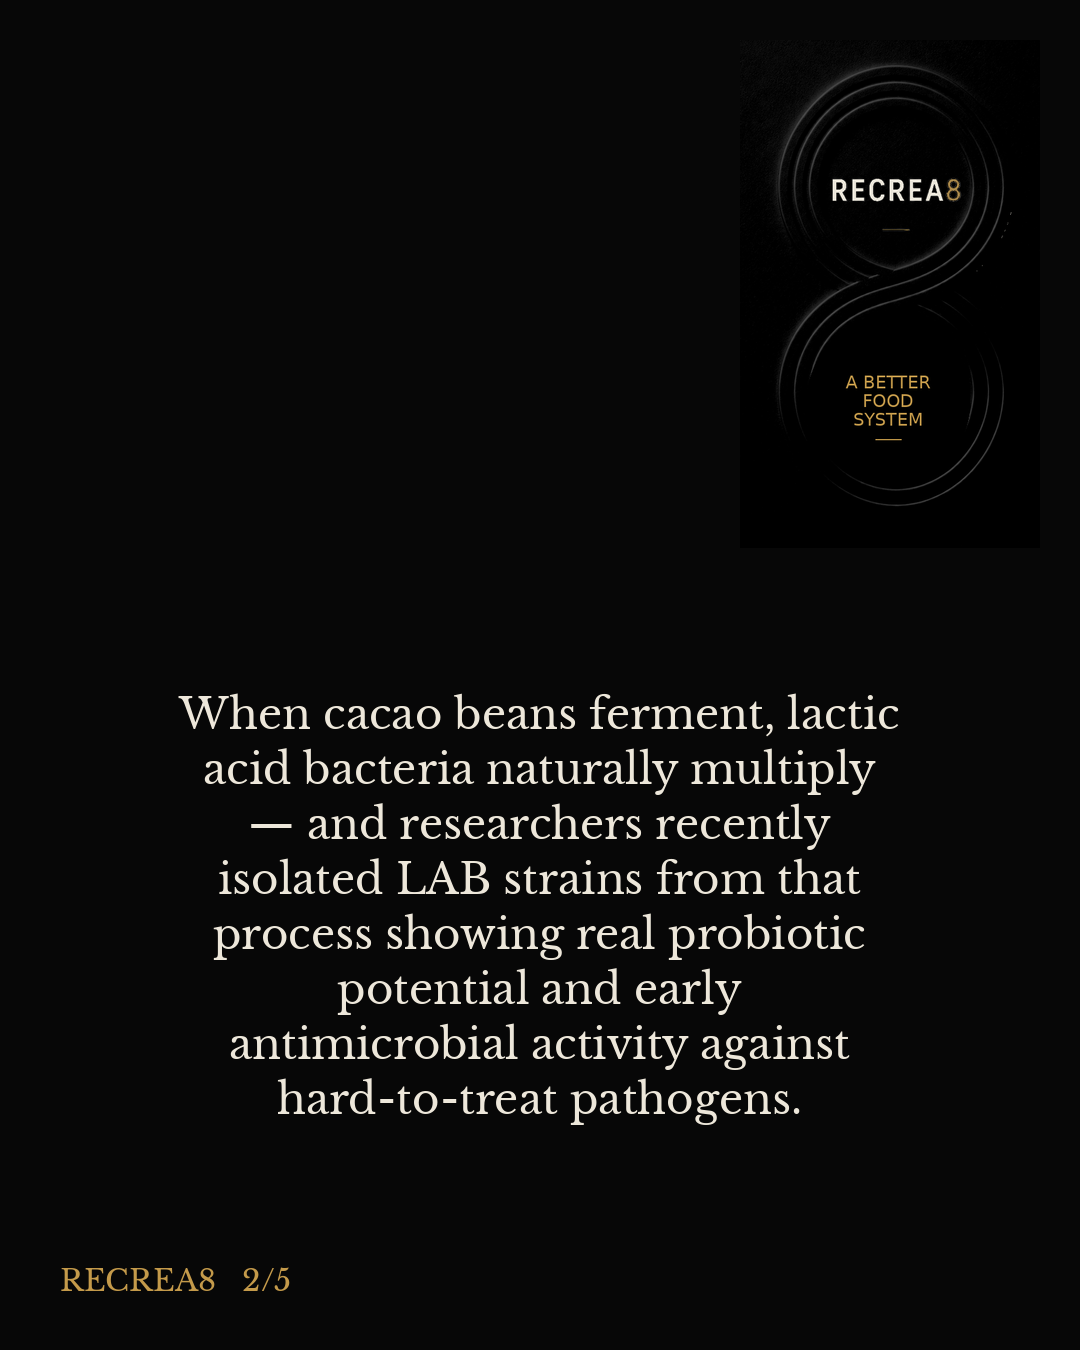 RECREA8
A BETTER
FOOD
SYSTEM
When cacao beans ferment, lactic
acid bacteria naturally multiply
— and researchers recently
isolated LAB strains from that
process showing real probiotic
potential and early
antimicrobial activity against
hard-to-treat pathogens.
RECREA8 2/5